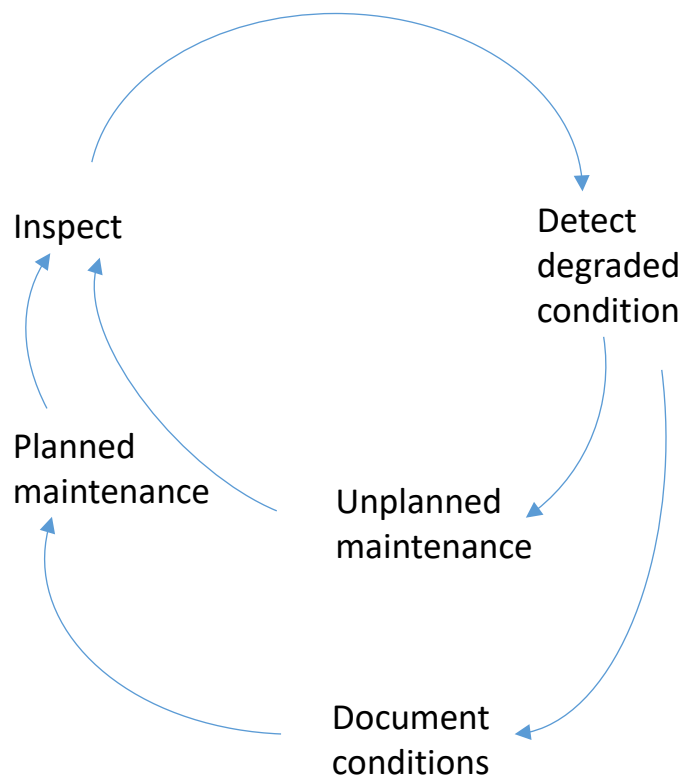 Inspect
Detect
degraded
condition
Planned
maintenance
Unplanned
maintenance
Document
conditions